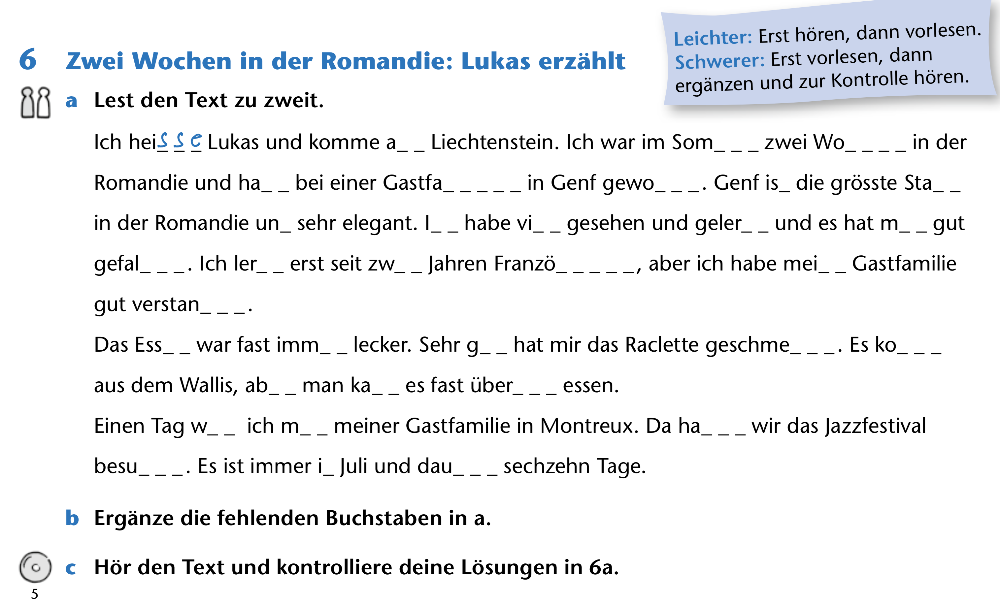 Leichter: Erst hören, dann vorlesen.
Schwerer: Erst vorlesen, dann
ergänzen und zur Kontrolle hören.
6 Zwei Wochen in der Romandie: Lukas erzählt
a Lest den Text zu zweit.
Ich heis s e Lukas und komme a_ _ Liechtenstein. Ich war im Som_ _ _ zwei Wo_ _ _ _ in der
Romandie und ha_ _ bei einer Gastfa_ _ _ _ _ in Genf gewo_ _ _. Genf is_ die grösste Sta_ _
in der Romandie un_ sehr elegant. I_ _ habe vi_ _ gesehen und geler_ _ und es hat m_ _ gut
gefal_ _ _. Ich ler_ _ erst seit zw_ _ Jahren Franzö_ _ _ _ _, aber ich habe mei_ _ Gastfamilie
gut verstan_ _ _.
Das Ess_ _ war fast imm_ _ lecker. Sehr g_ _ hat mir das Raclette geschme_ _ _. Es ko_ _ _
aus dem Wallis, ab_ _ man ka_ _ es fast über_ _ _ essen.
Einen Tag w_ _ ich m_ _ meiner Gastfamilie in Montreux. Da ha_ _ _ wir das Jazzfestival
besu_ _ _. Es ist immer i_ Juli und dau_ _ _ sechzehn Tage.
b Ergänze die fehlenden Buchstaben in a.
c Hör den Text und kontrolliere deine Lösungen in 6a.
5